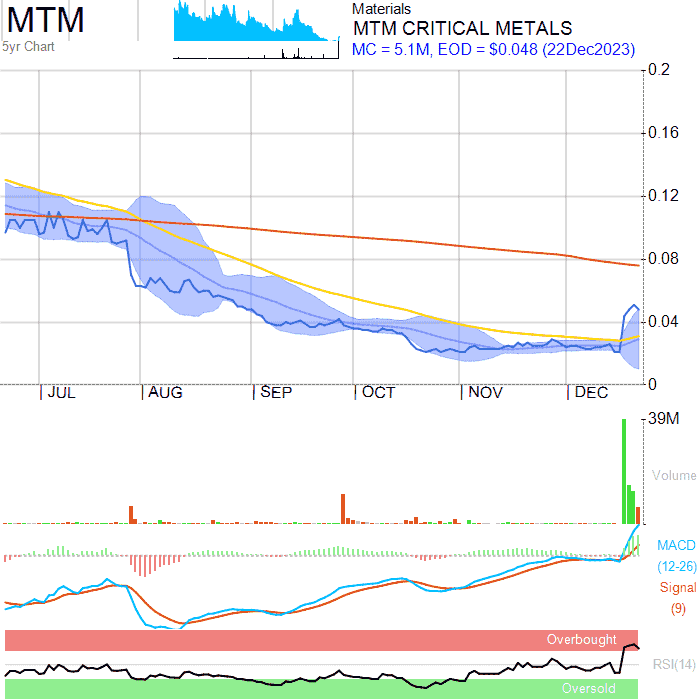 MTM
5yr Chart
Materials
MTM CRITICAL METALS
MC = 5.1M, EOD = $0.048 (22Dec2023)
0.2
0.16
0.12
0.08
0.04
0
JUL AUG SEP OCT NOV DEC
39M
Volume
MACD
(12-26)
Signal
(9)
Overbought
RSI(14)
Oversold